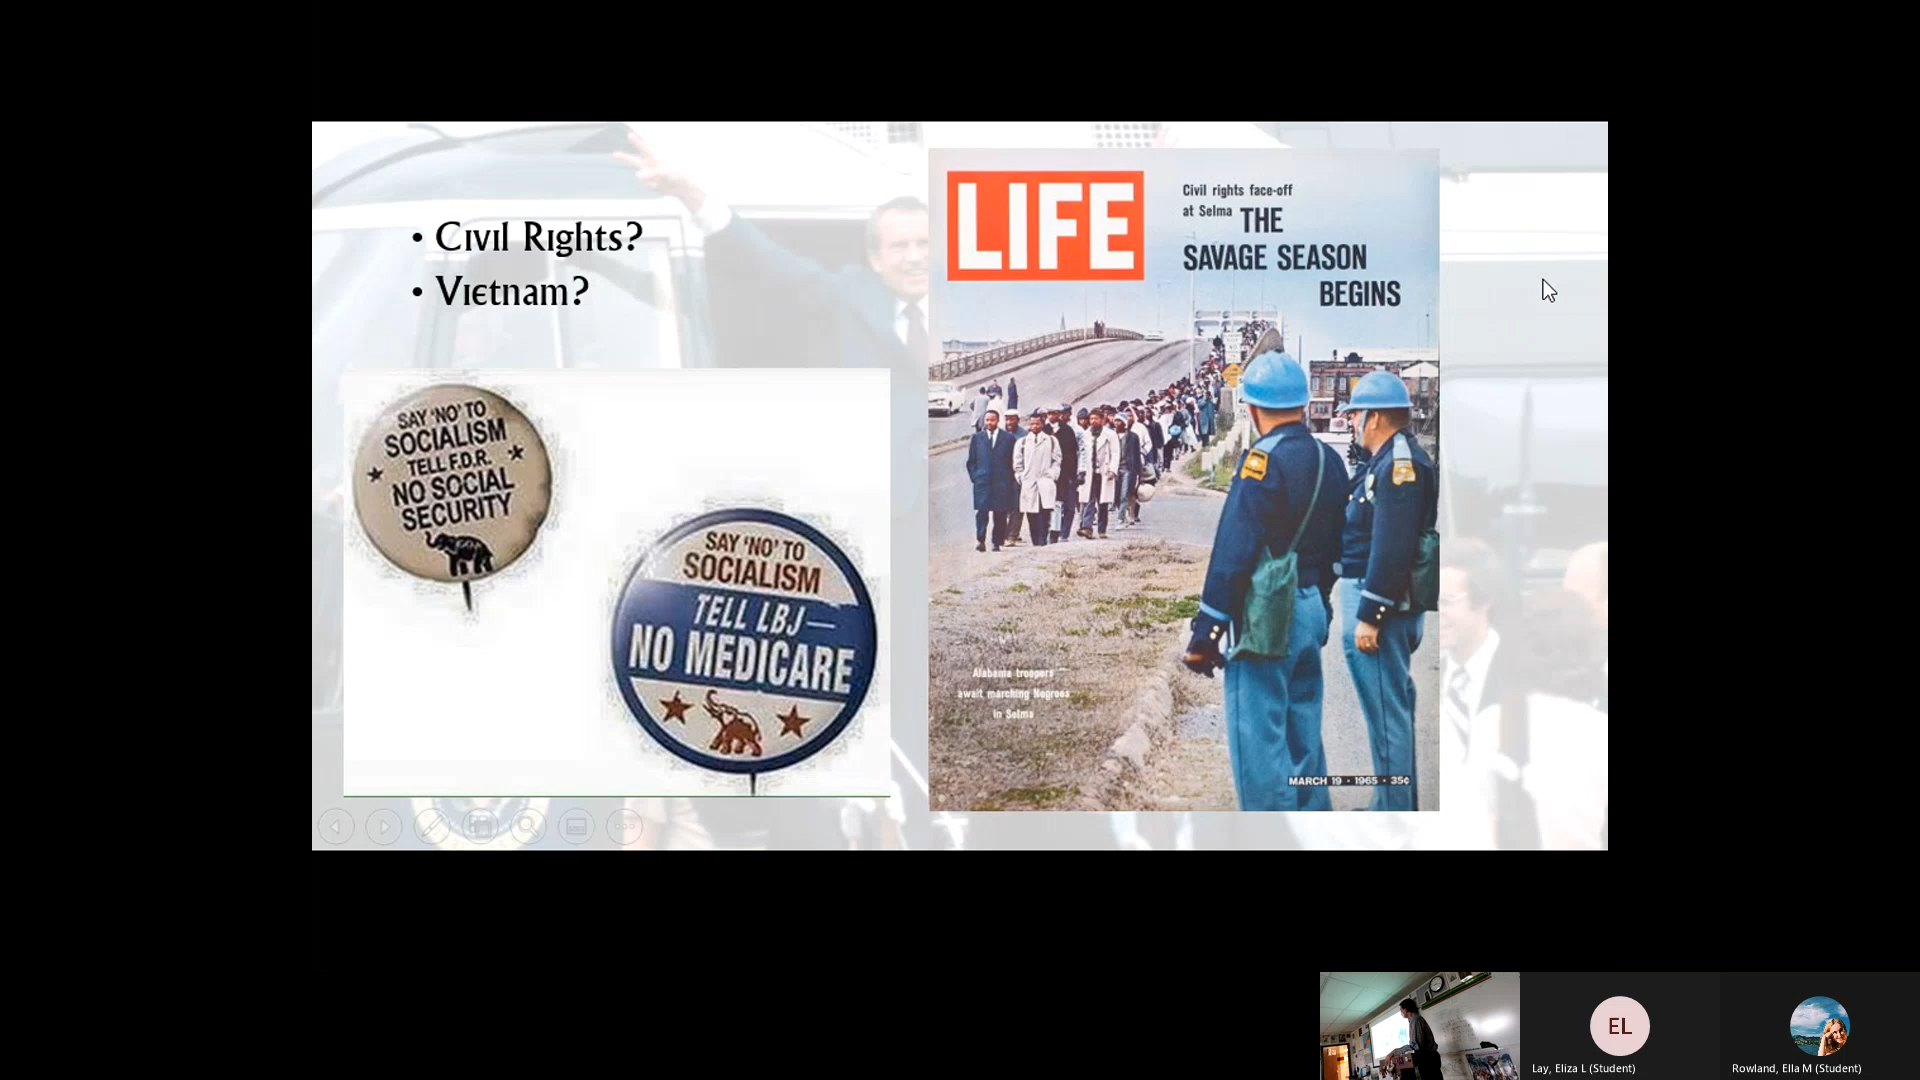 • Civil Rights?
• Vietnam?
SAY 'NO' TO
SOCIALISM
TELL F.D.R.
NO SOCIAL
SECURITY
SAY 'NO' TO
SOCIALISM
TELL LBJ—
NO MEDICARE
LIFE
Civil rights face-off
at Selma THE
SAVAGE SEASON
BEGINS
Alabama troopers
await marching Negroes
in Selma
MARCH 19 • 1965 • 35¢
EL
Lay, Eliza L (Student)
Rowland, Ella M (Student)